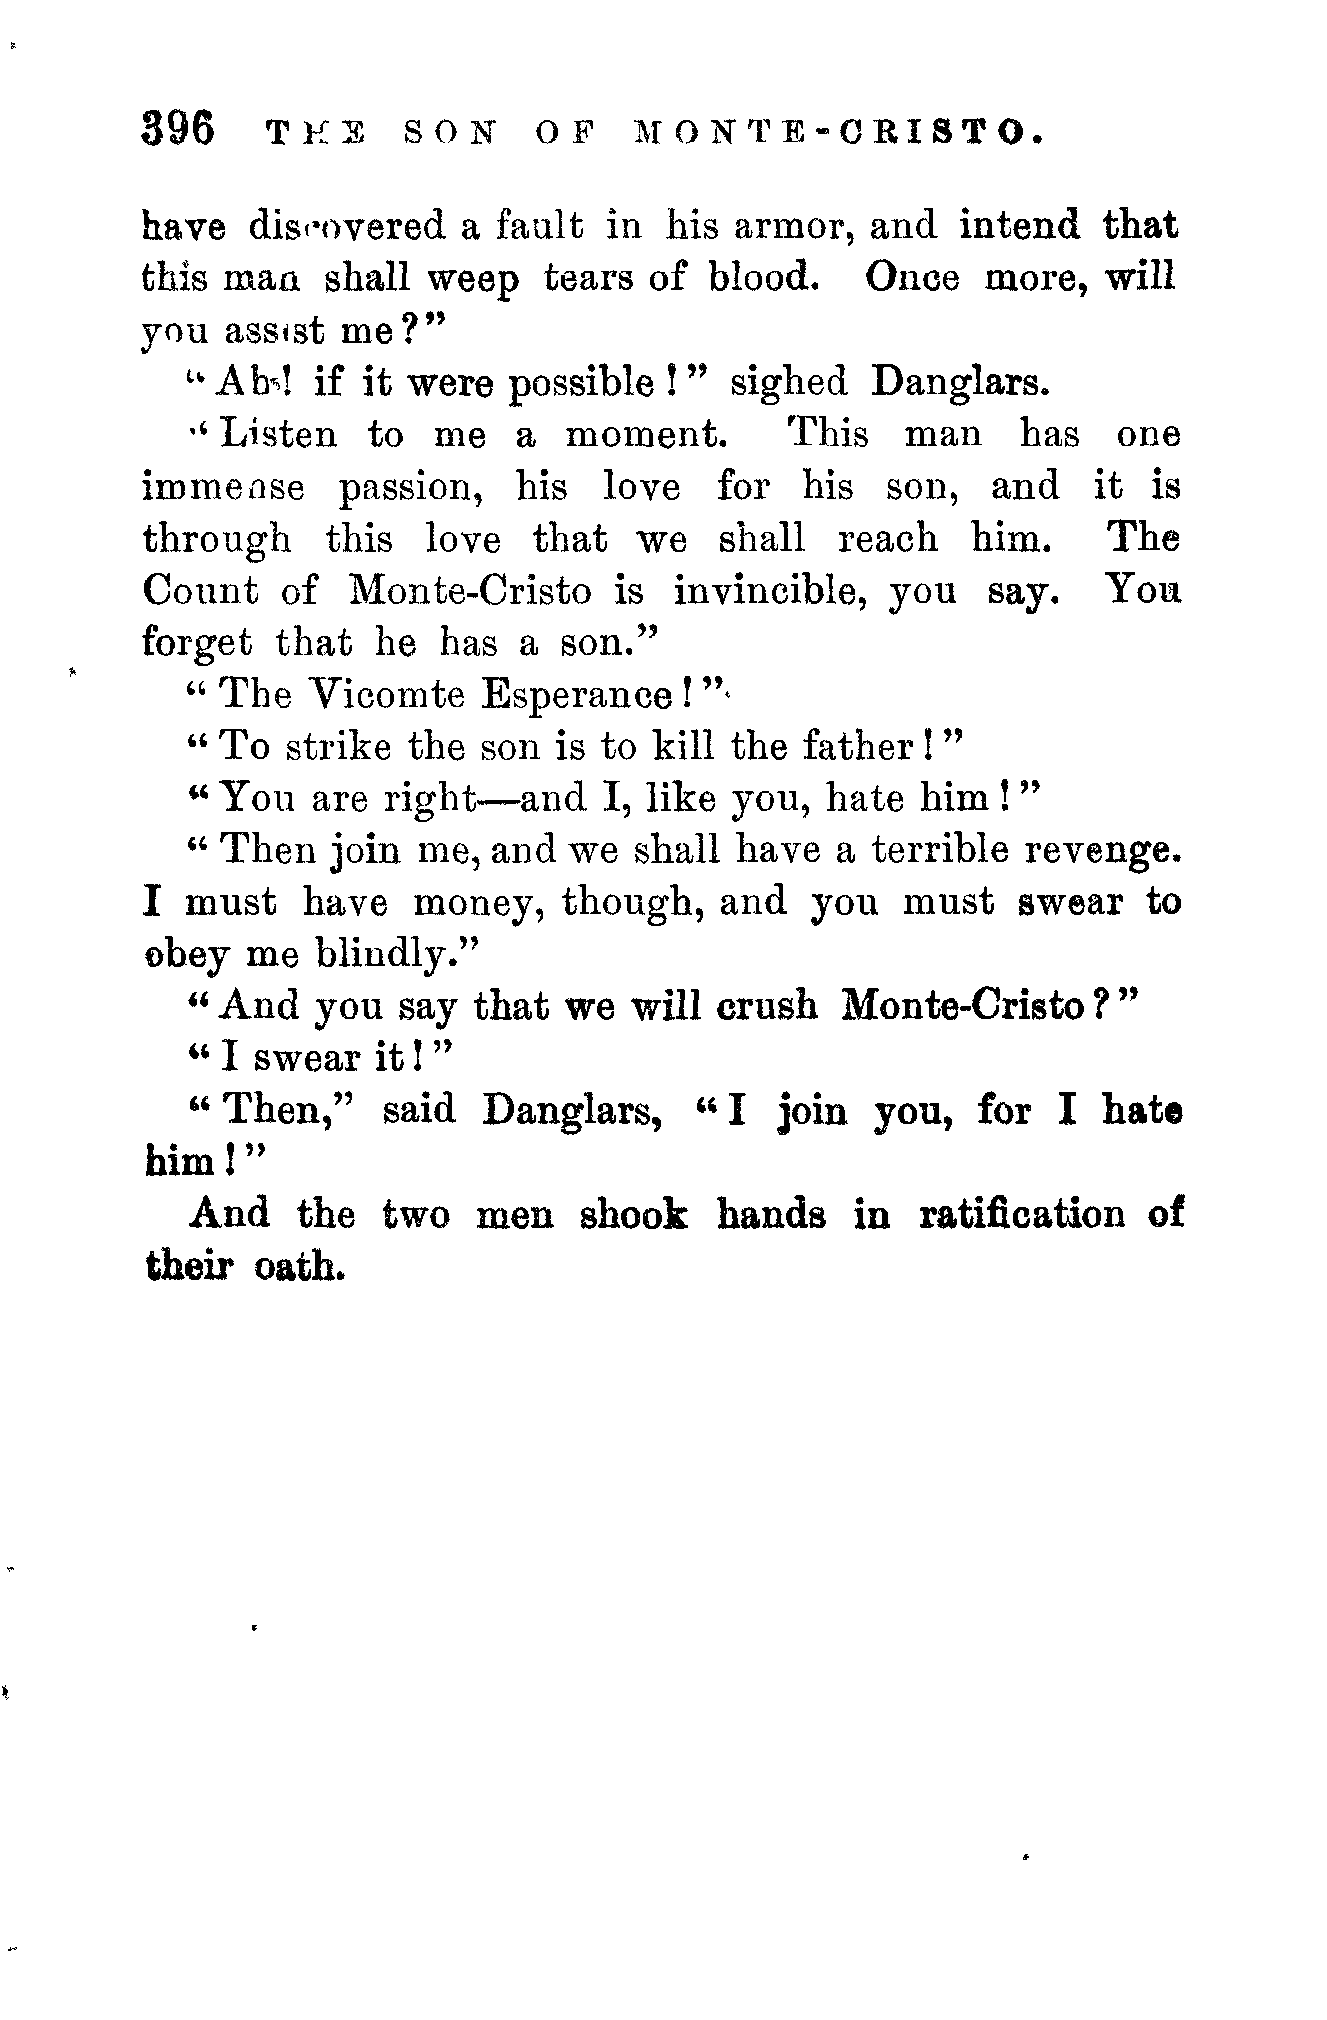 396 THE SON OF MONTE-CRISTO.
have discovered a fault in his armor, and intend that
this man shall weep tears of blood. Once more, will
you assist me?”
“Ah! if it were possible!” sighed Danglars.
“Listen to me a moment. This man has one
immense passion, his love for his son, and it is
through this love that we shall reach him. The
Count of Monte-Cristo is invincible, you say. You
forget that he has a son.”
“The Vicomte Esperance!”
“To strike the son is to kill the father!”
“You are right—and I, like you, hate him!”
“Then join me, and we shall have a terrible revenge.
I must have money, though, and you must swear to
obey me blindly.”
“And you say that we will crush Monte-Cristo?”
“I swear it!”
“Then,” said Danglars, “I join you, for I hate
him!”
And the two men shook hands in ratification of
their oath.